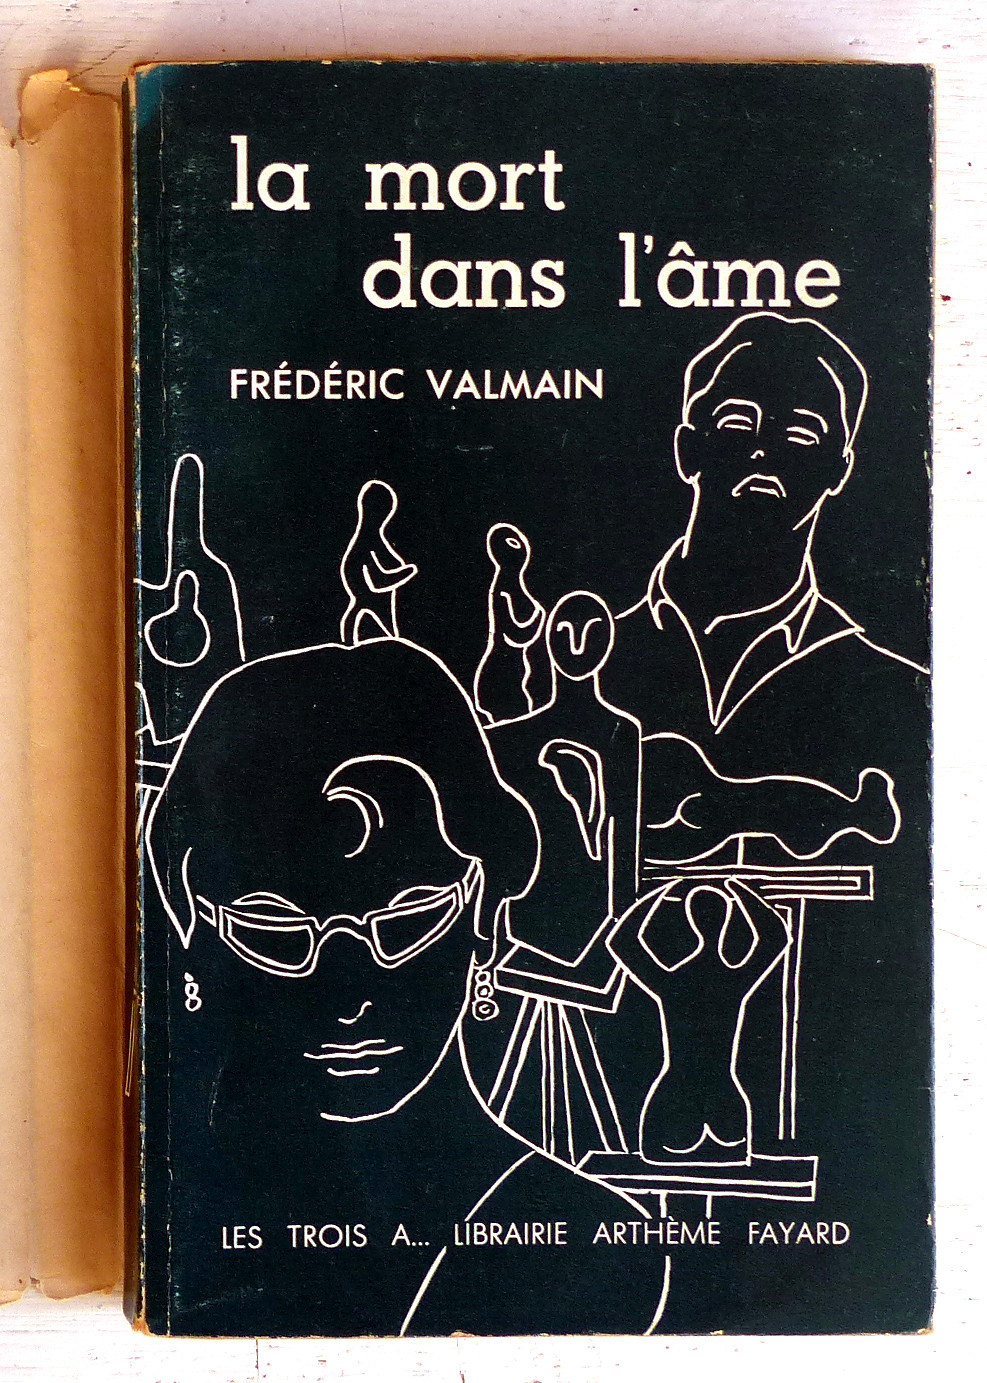 la mort
dans l'âme
FRÉDÉRIC VALMAIN
LES TROIS A... LIBRAIRIE ARTHÈME FAYARD